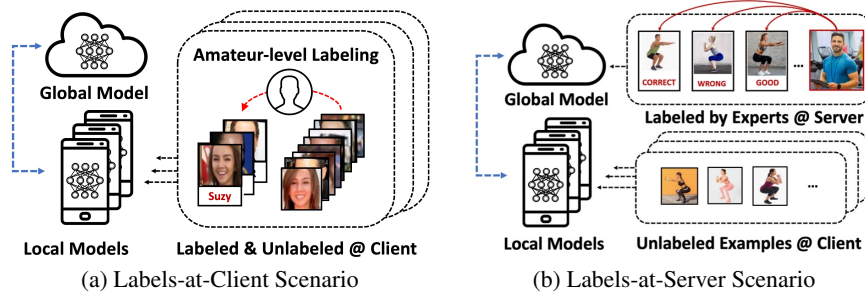 Amateur-level Labeling
Global Model
Suzy
Local Models
Labeled & Unlabeled @ Client
(a) Labels-at-Client Scenario
CORRECT
WRONG
GOOD
...
Global Model
Labeled by Experts @ Server
...
Local Models
Unlabeled Examples @ Client
(b) Labels-at-Server Scenario